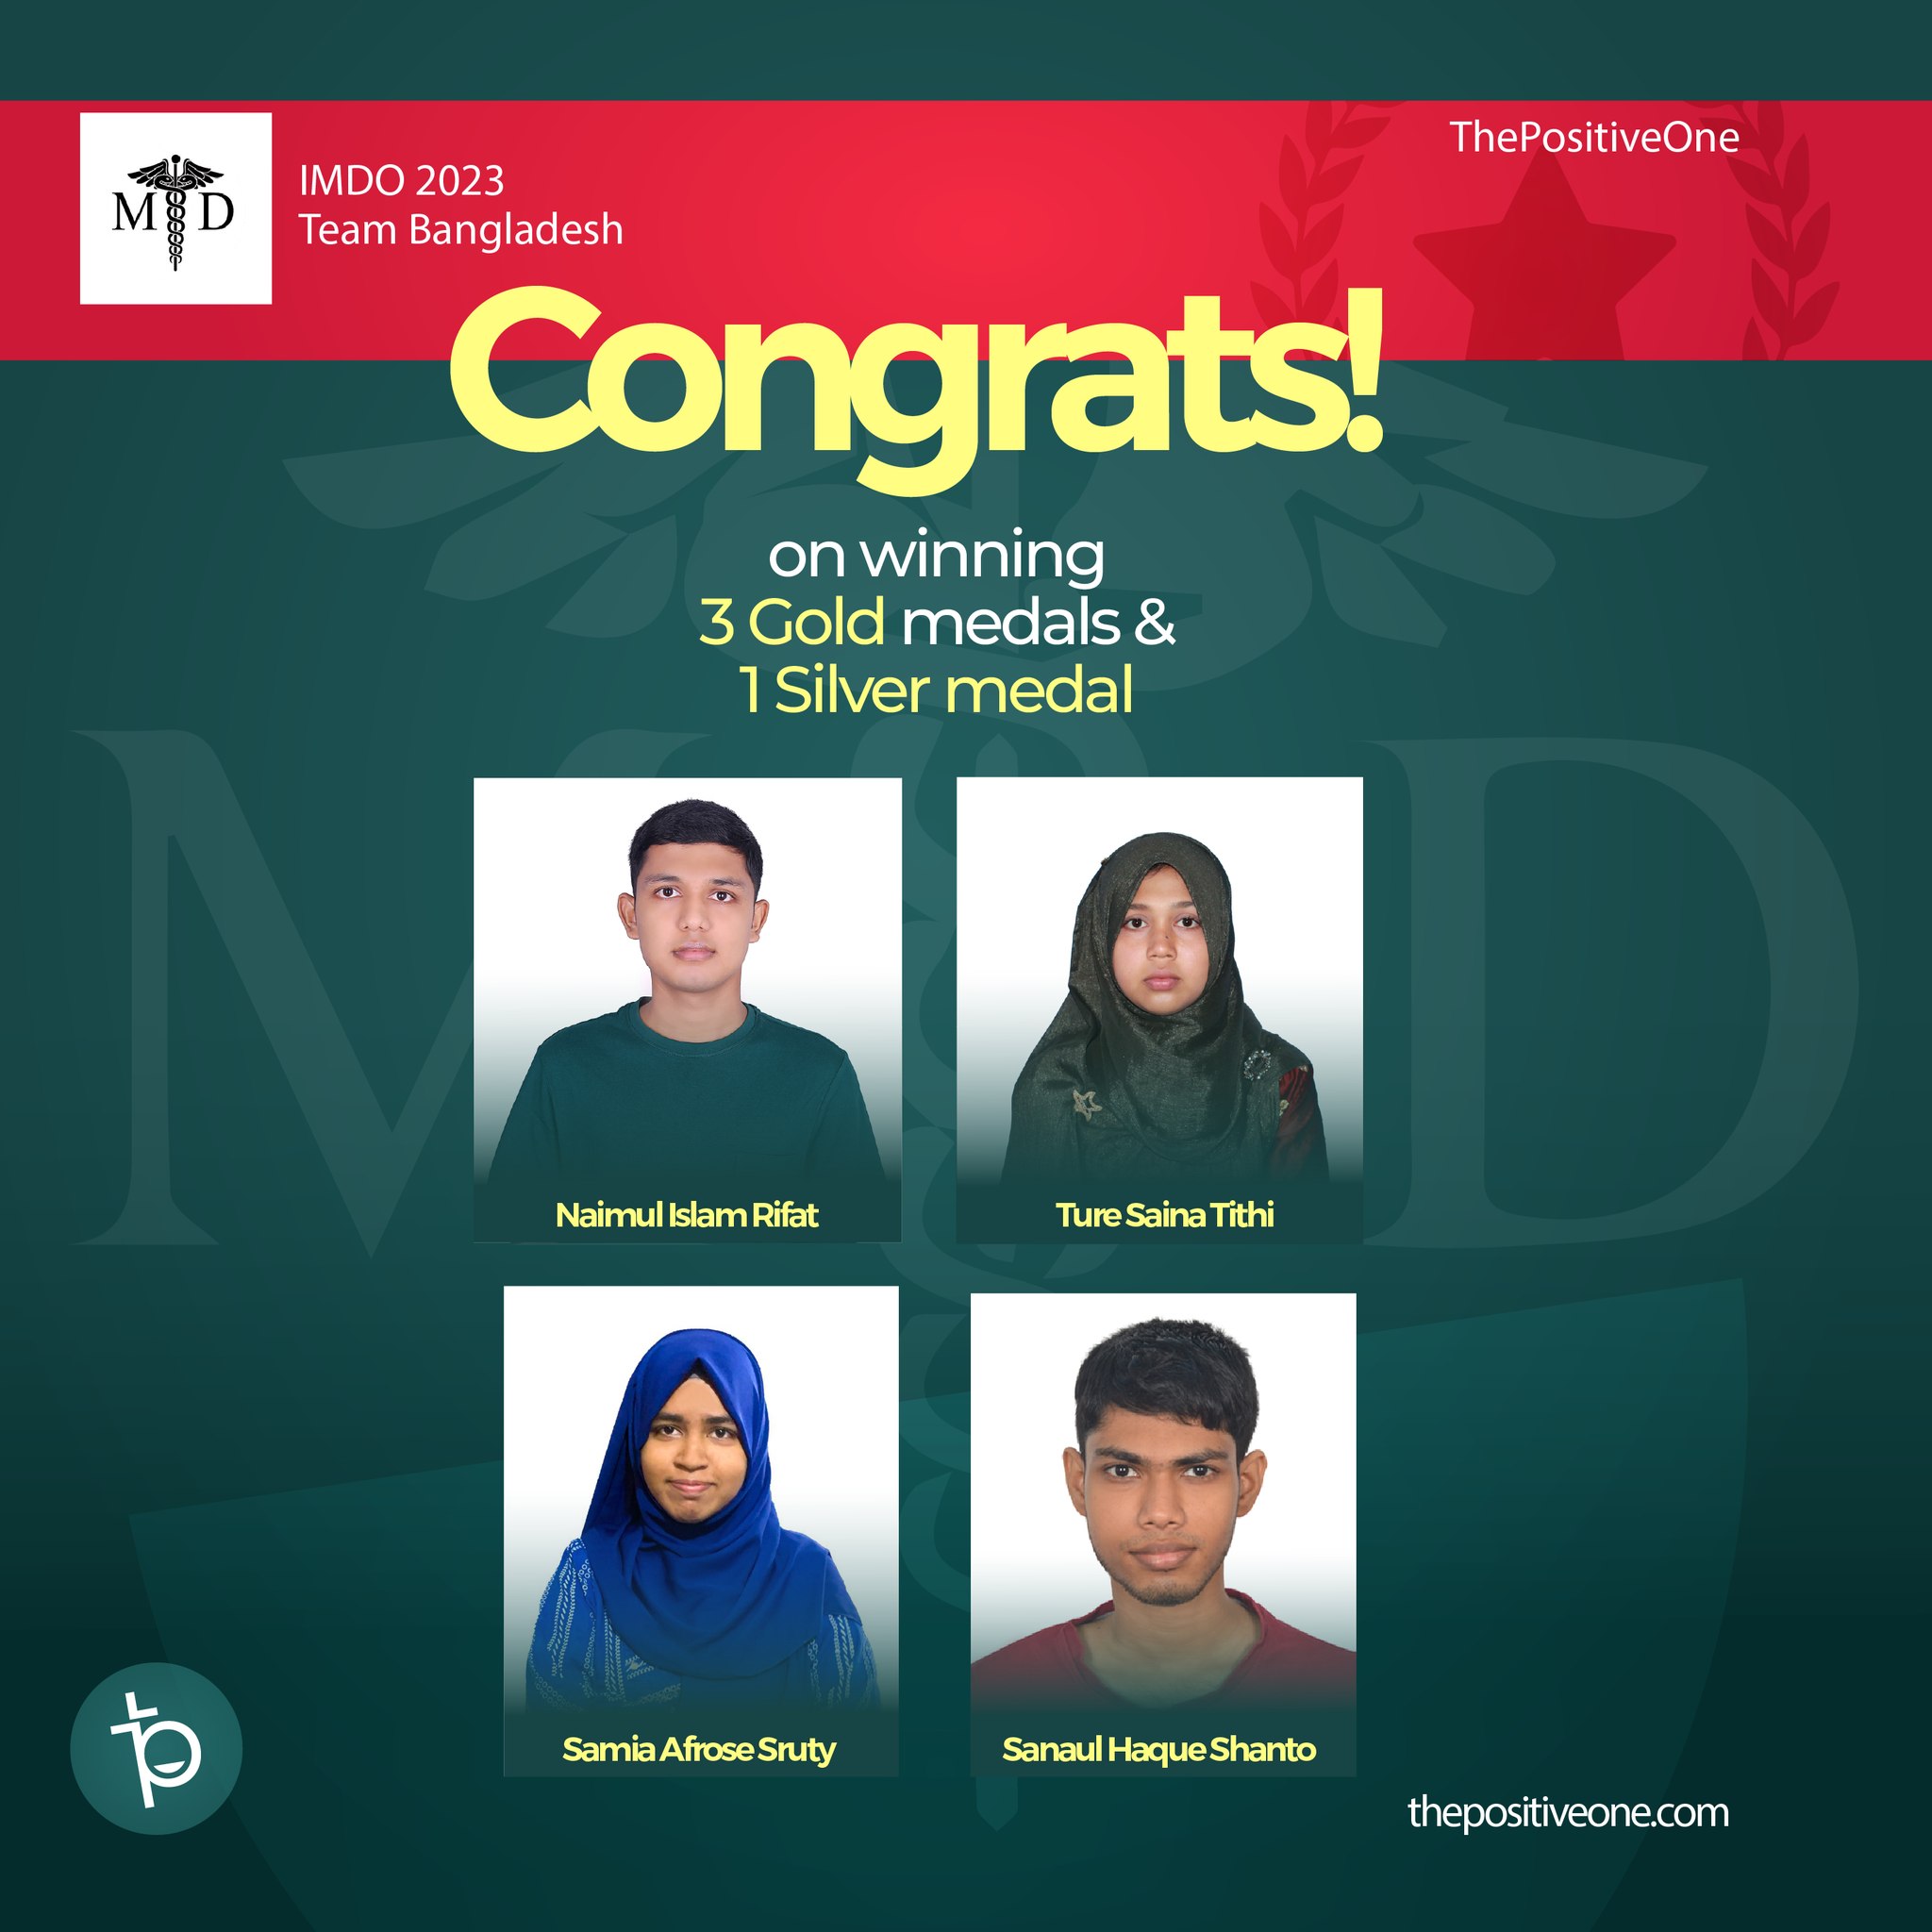 M D
IMDO 2023
Team Bangladesh
ThePositiveOne
Congrats!
on winning
3 Gold medals &
1 Silver medal
M D
Naimul Islam Rifat
Ture Saina Tithi
Samia Afrose Sruty
Sanaul Haque Shanto
thepositiveone.com